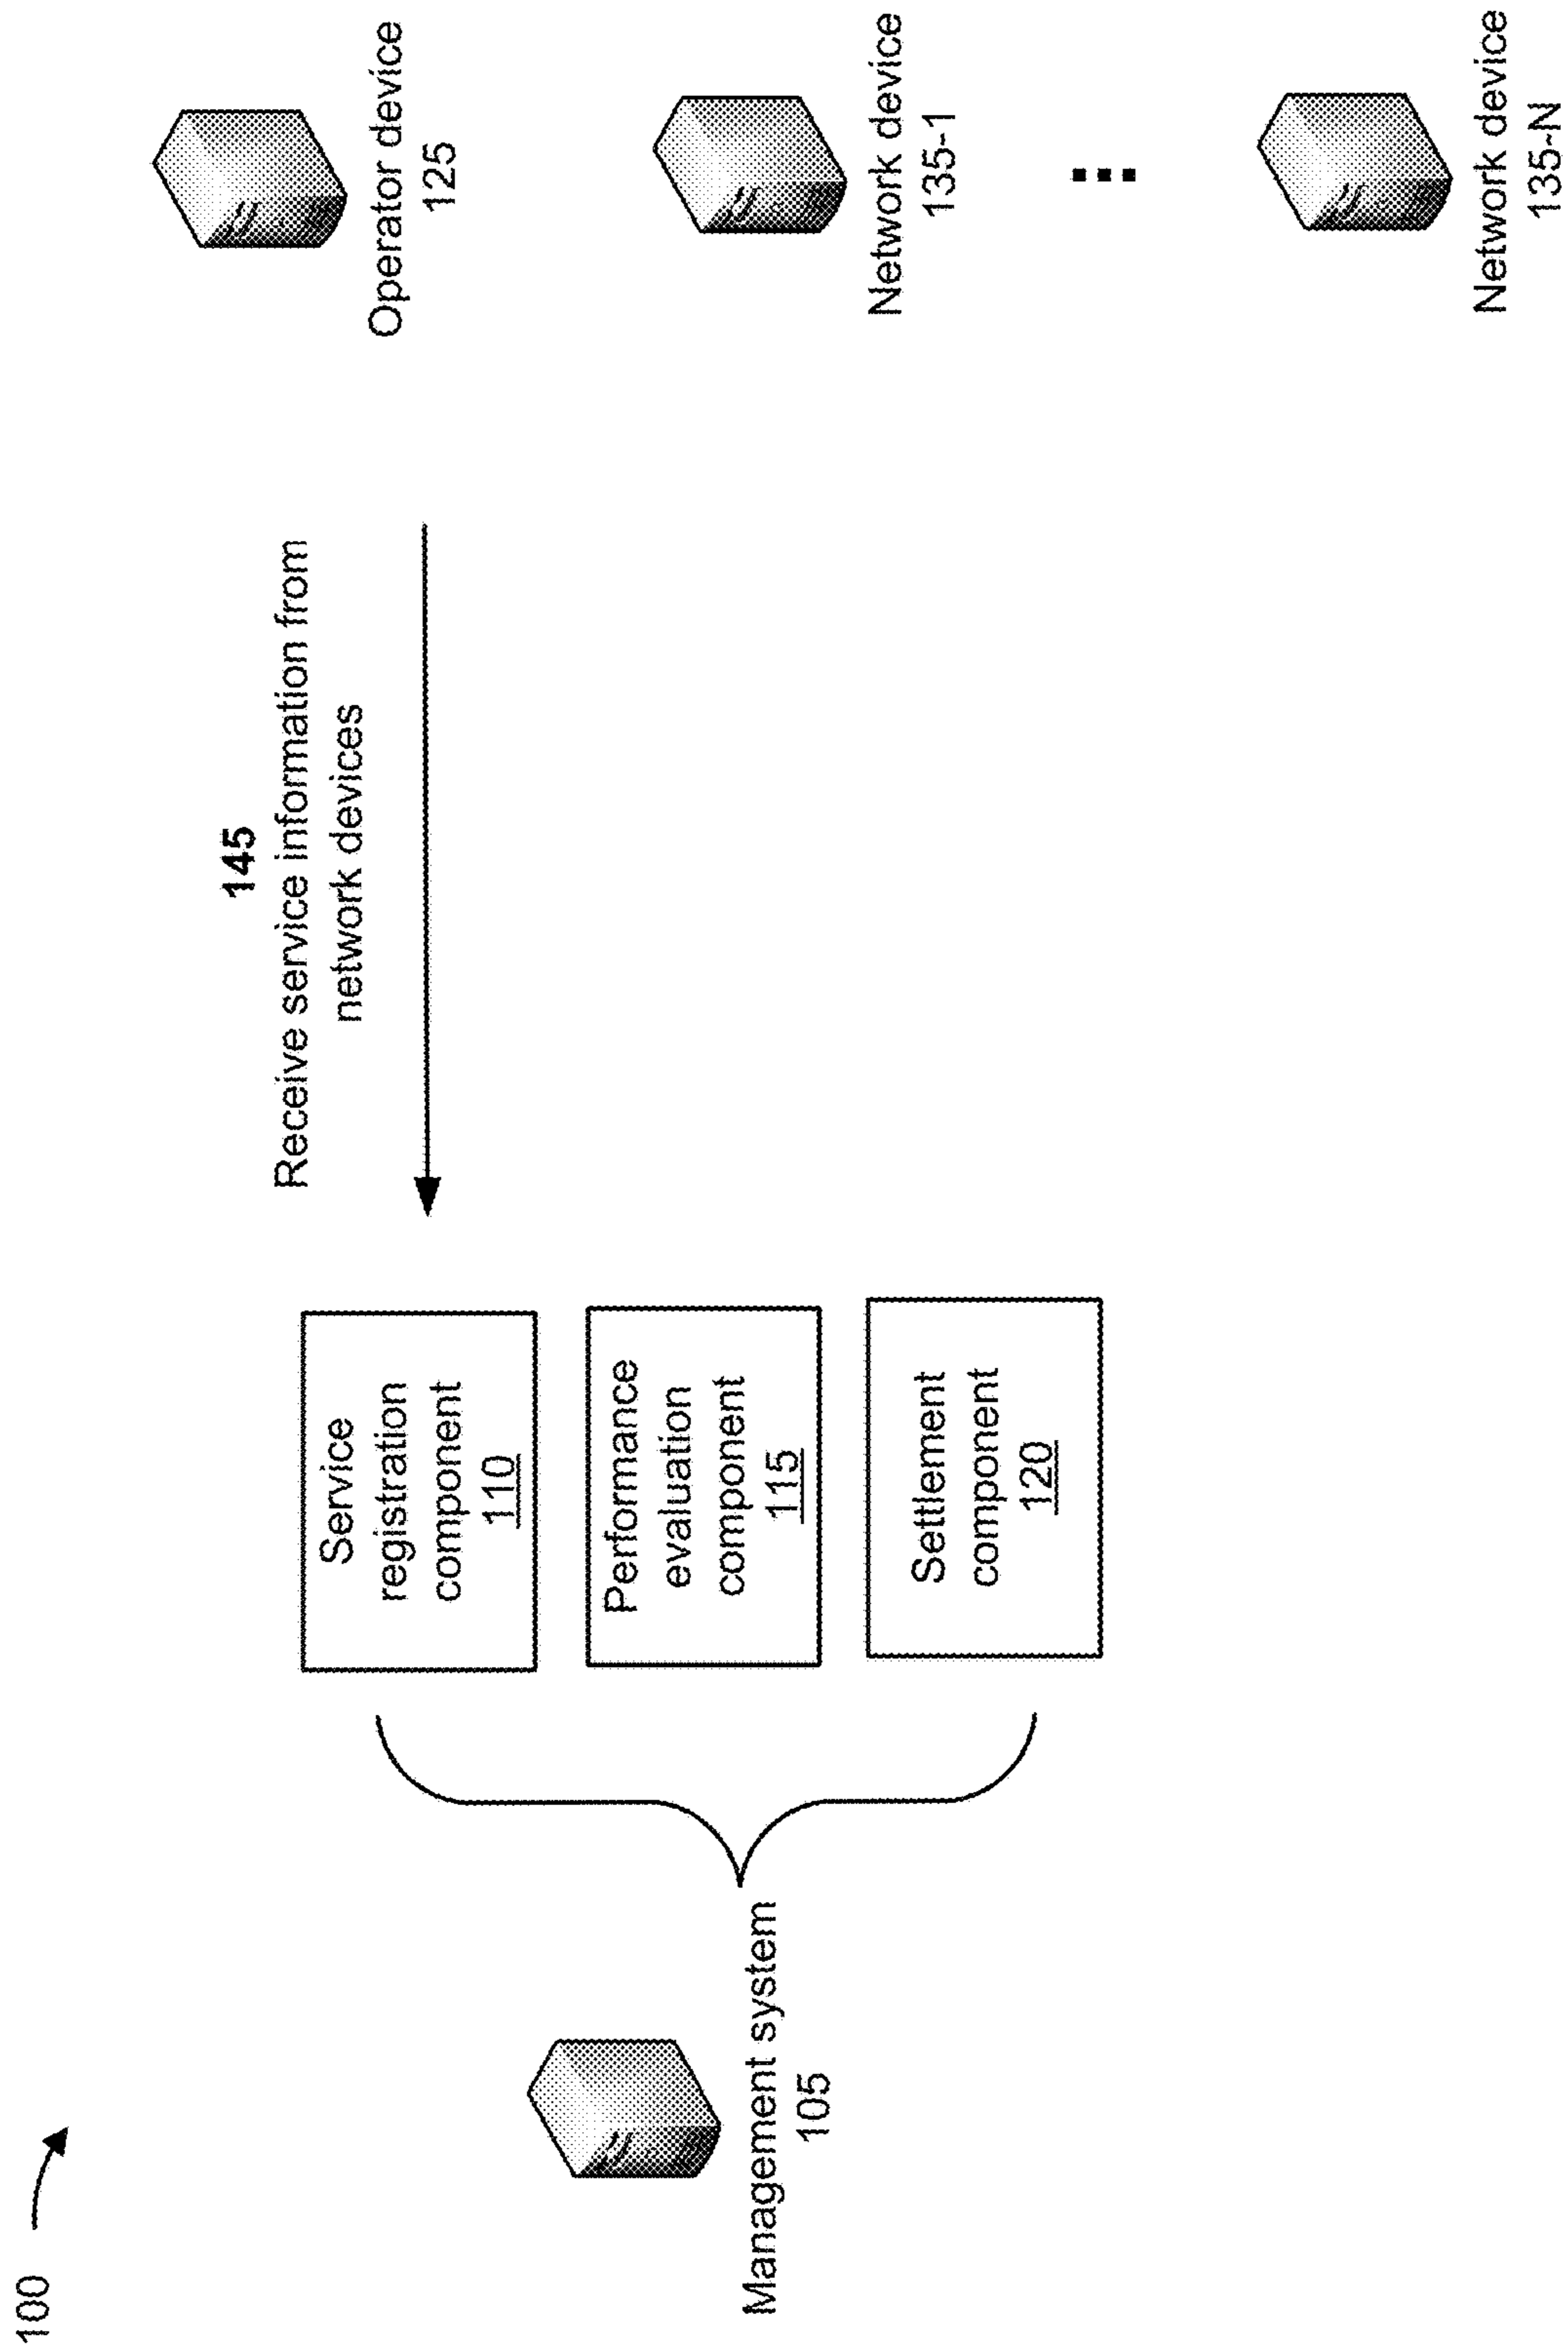 100
145
Receive service information from
network devices
Management system
105
Service
registration
component
110
Performance
evaluation
component
115
Settlement
component
120
Operator device
125
Network device
135-1
Network device
135-N